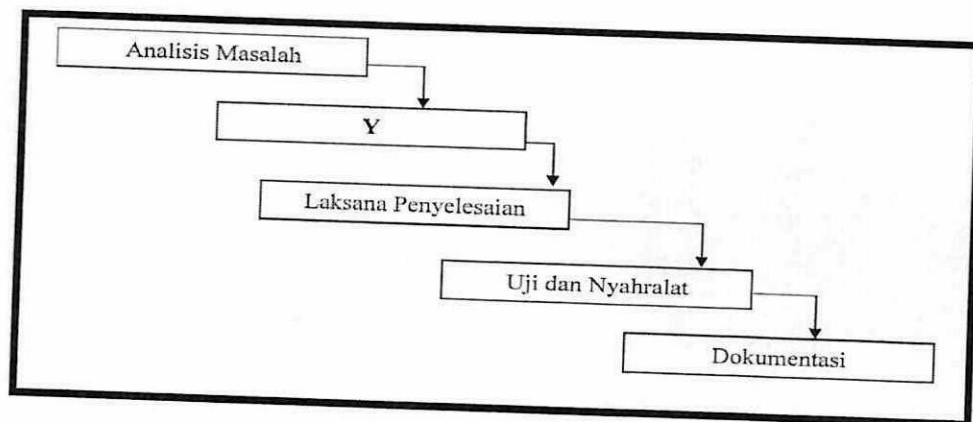 Analisis Masalah
Y
Laksana Penyelesaian
Uji dan Nyahralat
Dokumentasi